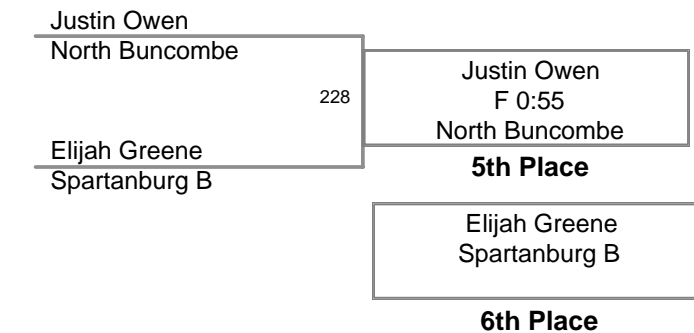 Justin Owen
North Buncombe
228
Elijah Greene
Spartanburg B
Justin Owen
F 0:55
North Buncombe
5th Place
Elijah Greene
Spartanburg B
6th Place